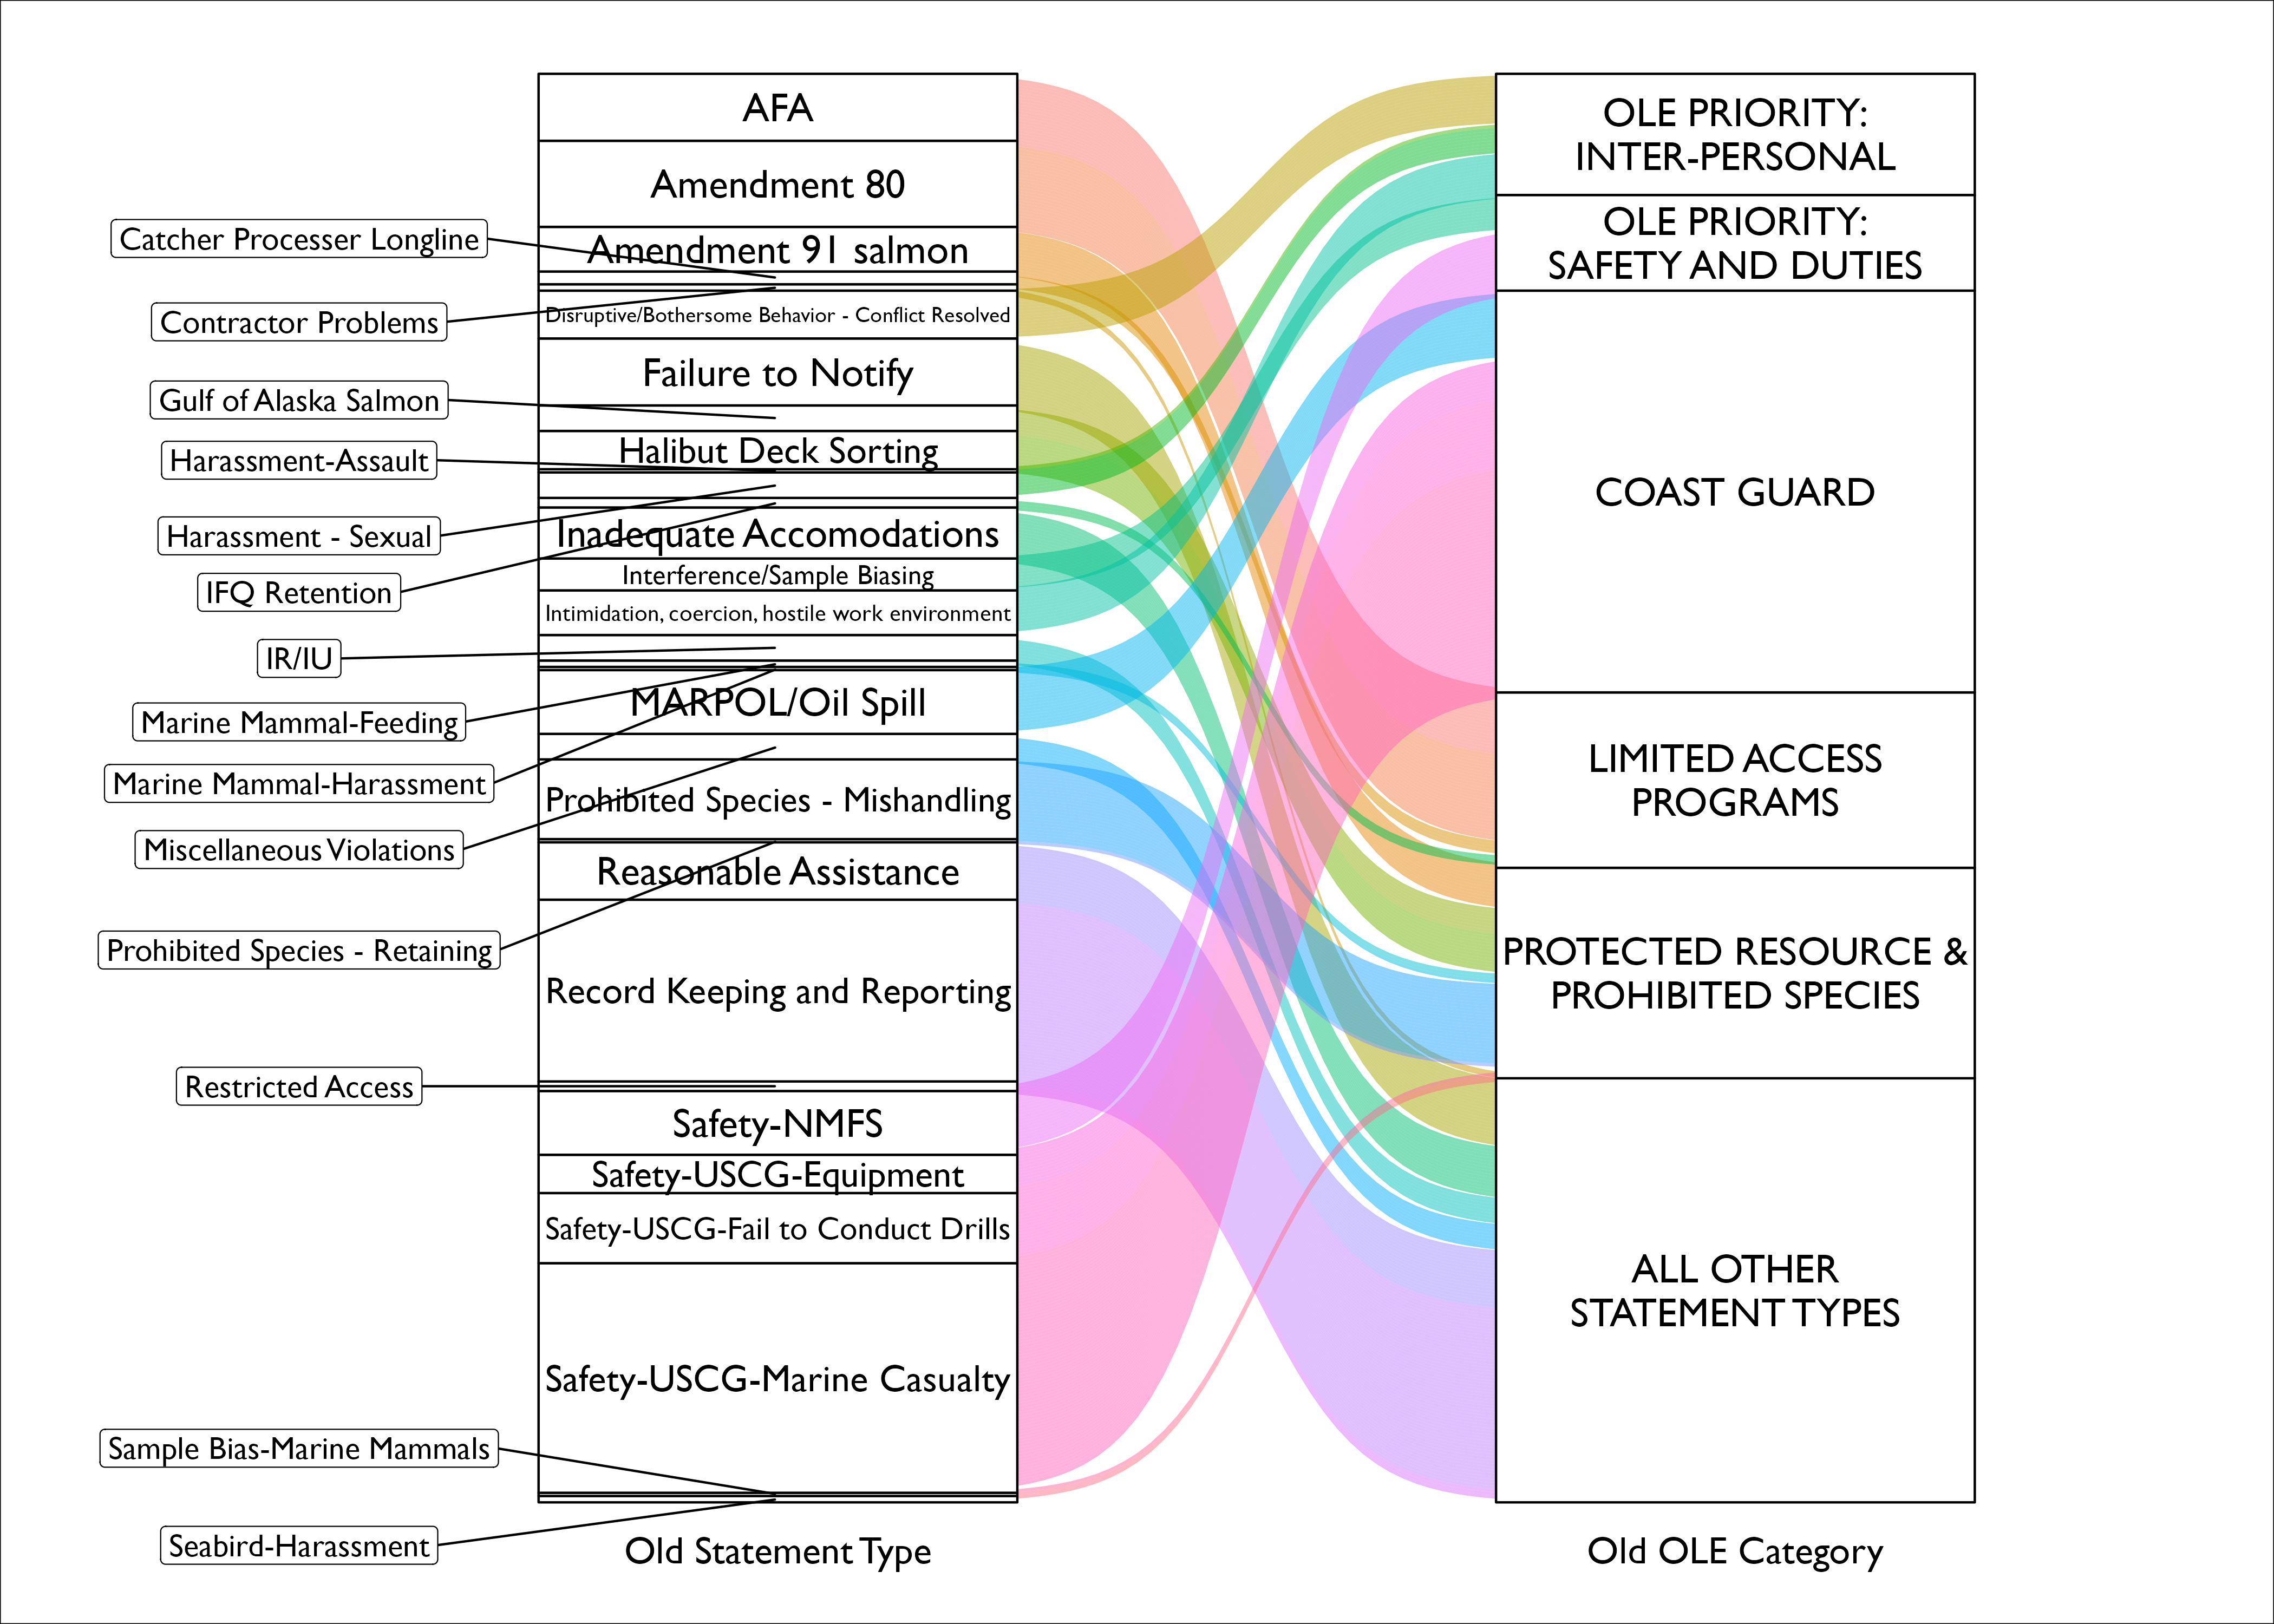 AFA
Amendment 80
Catcher Processer Longline
Amendment 91 salmon
Contractor Problems
Disruptive/Bothersome Behavior - Conflict Resolved
Failure to Notify
Gulf of Alaska Salmon
Halibut Deck Sorting
Harassment-Assault
Harassment - Sexual
Inadequate Accomodations
IFQ Retention
Interference/Sample Biasing
Intimidation, coercion, hostile work environment
IR/IU
Marine Mammal-Feeding
MARPOL/Oil Spill
Marine Mammal-Harassment
Prohibited Species - Mishandling
Miscellaneous Violations
Reasonable Assistance
Prohibited Species - Retaining
Record Keeping and Reporting
Restricted Access
Safety-NMFS
Safety-USCG-Equipment
Safety-USCG-Fail to Conduct Drills
Safety-USCG-Marine Casualty
Sample Bias-Marine Mammals
Seabird-Harassment
Old Statement Type
OLE PRIORITY:
INTER-PERSONAL
OLE PRIORITY:
SAFETY AND DUTIES
COAST GUARD
LIMITED ACCESS
PROGRAMS
PROTECTED RESOURCE &
PROHIBITED SPECIES
ALL OTHER
STATEMENT TYPES
Old OLE Category